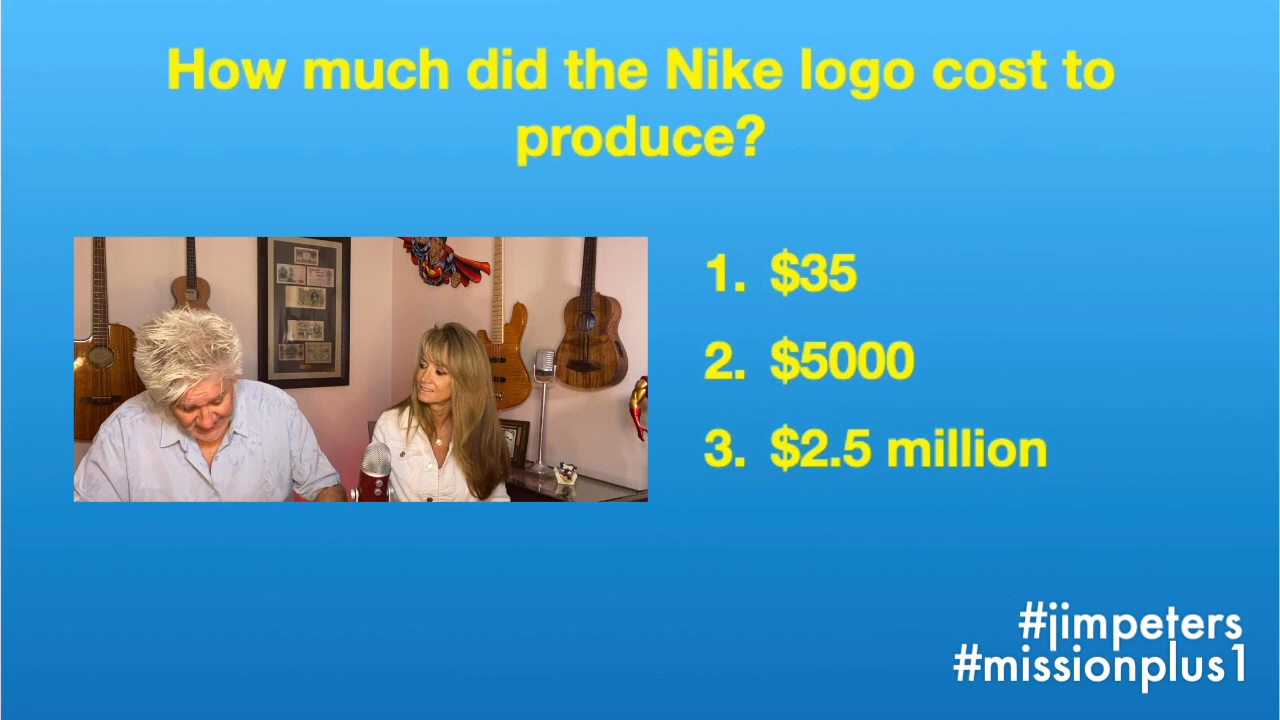 How much did the Nike logo cost to
produce?
1. $35
2. $5000
3. $2.5 million
#jimpeters
#missionplus1